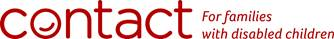 contact
For families
with disabled children